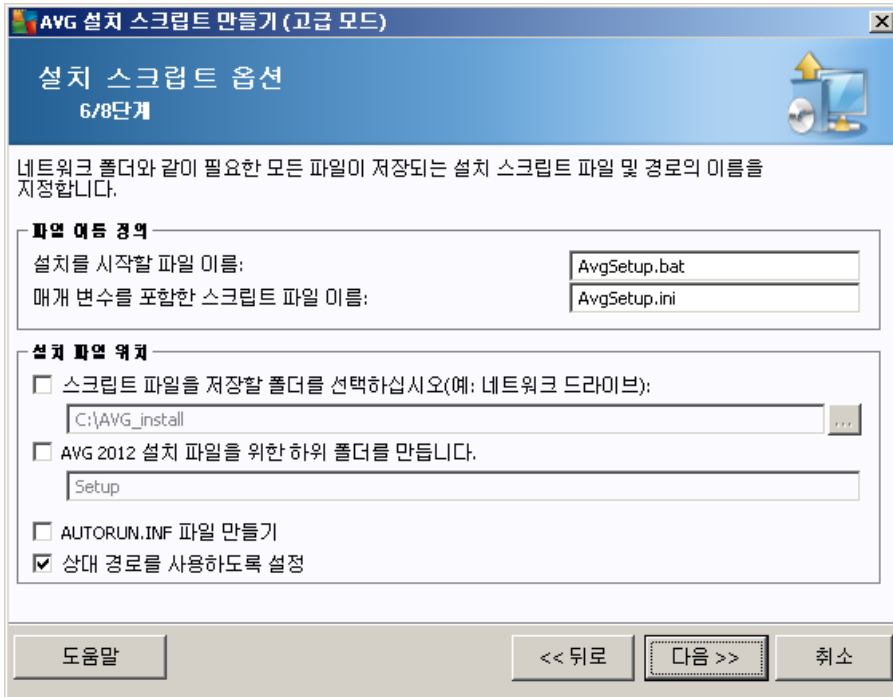 AVG 설치 스크립트 만들기 (고급 모드)
설치 스크립트 옵션
6/8단계
네트워크 폴더와 같이 필요한 모든 파일이 저장되는 설치 스크립트 파일 및 경로의 이름을
지정합니다.
파일 이름 정의
설치를 시작할 파일 이름:
AvgSetup.bat
매개 변수를 포함한 스크립트 파일 이름:
AvgSetup.ini
설치 파일 위치
스크립트 파일을 저장할 폴더를 선택하십시오(예: 네트워크 드라이브):
C:\AVG_install
...
AVG 2012 설치 파일을 위한 하위 폴더를 만듭니다.
Setup
AUTORUN.INF 파일 만들기
상대 경로를 사용하도록 설정
도움말
<< 뒤로
다음 >>
취소